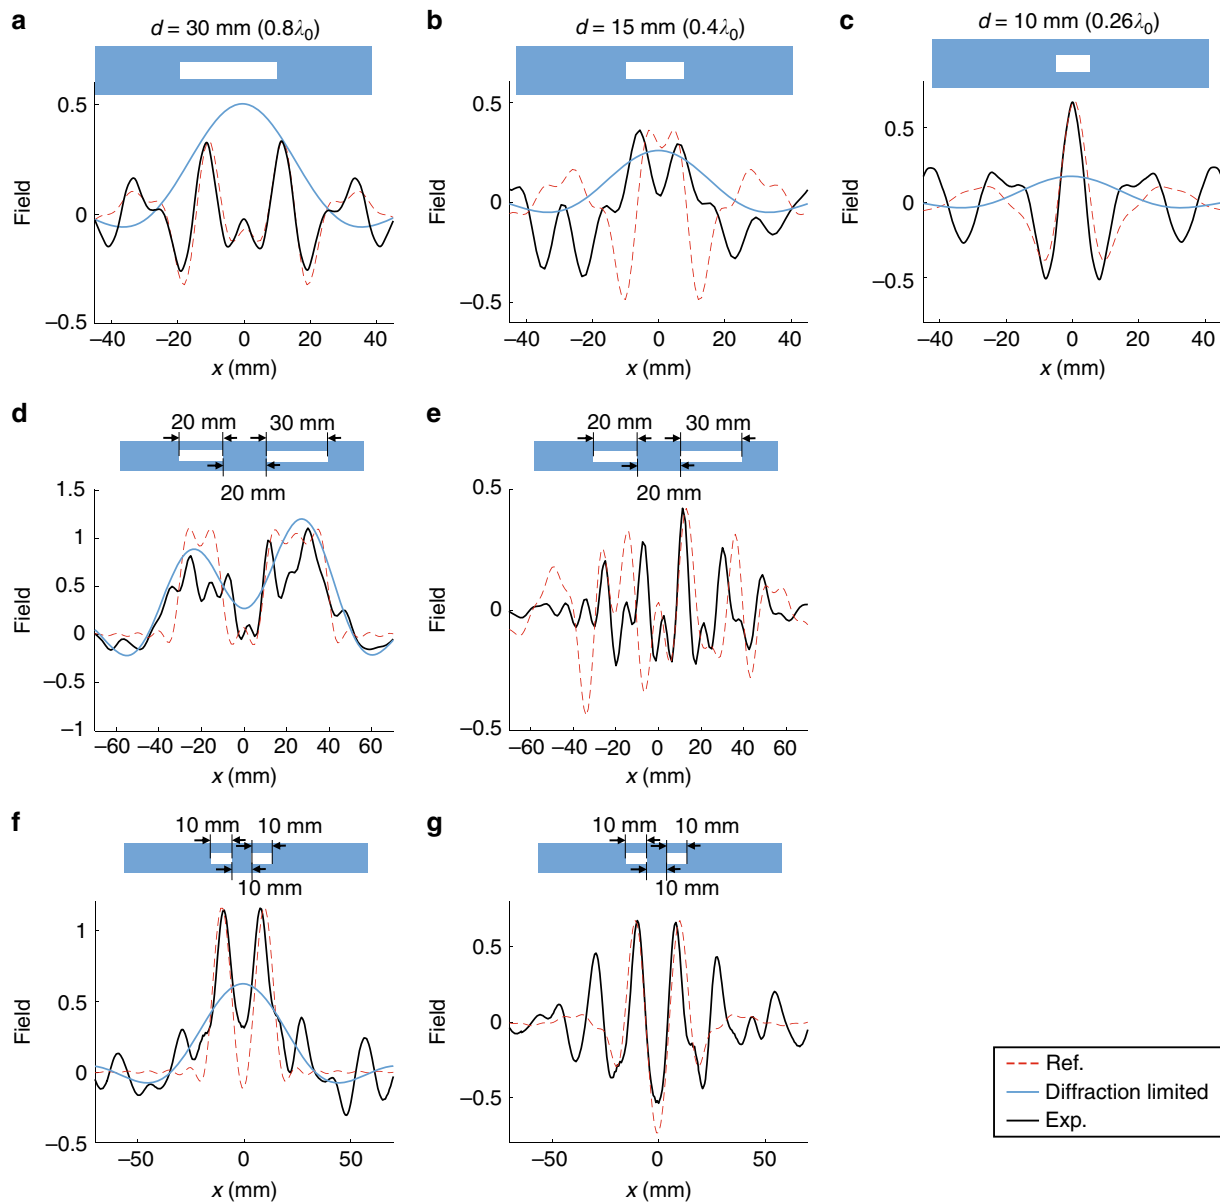 a
d = 30 mm (0.8λ0)
0.5
0
–0.5
Field
–40 –20 0 20 40
x (mm)
b
d = 15 mm (0.4λ0)
0.5
0
–0.5
Field
–40 –20 0 20 40
x (mm)
c
d = 10 mm (0.26λ0)
0.5
0
–0.5
Field
–40 –20 0 20 40
x (mm)
d
20 mm 30 mm
20 mm
1.5
1
0.5
0
–0.5
–1
Field
–60 –40 –20 0 20 40 60
x (mm)
e
20 mm 30 mm
20 mm
0.5
0
–0.5
Field
–60 –40 –20 0 20 40 60
x (mm)
f
10 mm 10 mm
10 mm
1
0.5
0
–0.5
Field
–50 0 50
x (mm)
g
10 mm 10 mm
10 mm
0.5
0
–0.5
Field
–50 0 50
x (mm)
Ref.
Diffraction limited
Exp.